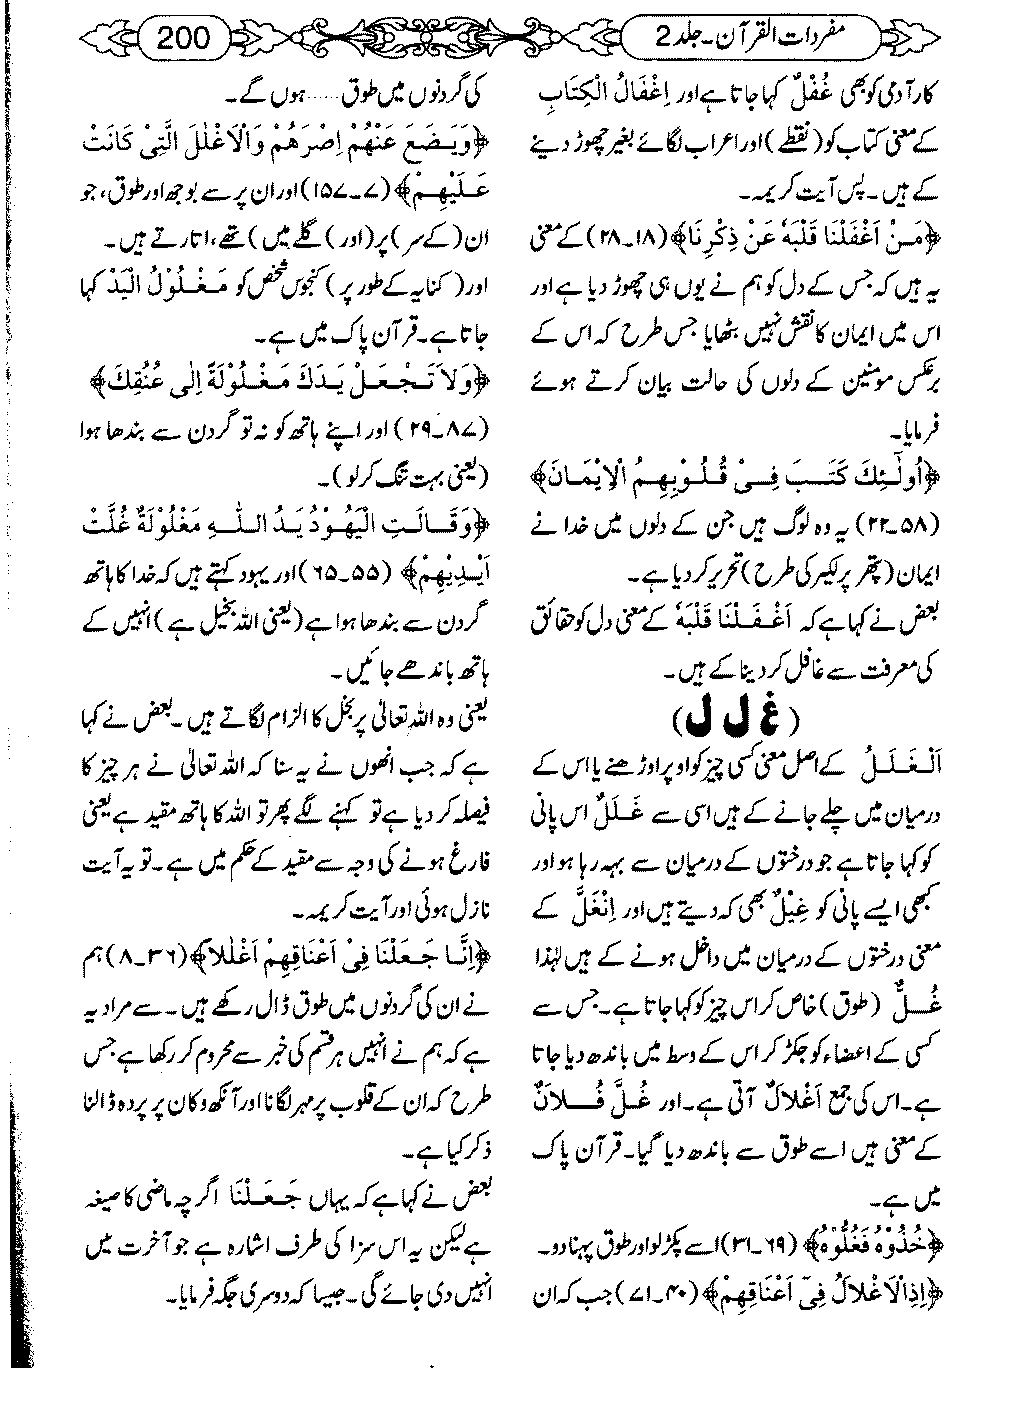 مفردات القرآن۔جلد 2
200
کار آدمی کو بھی غُفْلٌ کہا جاتا ہے اور اِغْفَالُ الْکِتَابِ
کے معنی کتاب کو (نقطے) اور اعراب لگائے بغیر چھوڑ دینے
کے ہیں۔ پس آیت کریمہ۔
﴿مَنْ اَغْفَلْنَا قَلْبَهٗ عَنْ ذِكْرِنَا﴾ (۱۸۔۲۸) کے معنی
یہ ہیں کہ جس کے دل کو ہم نے یوں ہی چھوڑ دیا ہے اور
اس میں ایمان کا نقش نہیں بٹھایا جس طرح کہ اس کے
برعکس مومنین کے دلوں کی حالت بیان کرتے ہوئے
فرمایا۔
﴿اُولٰٓئِكَ كَتَبَ فِیْ قُلُوْبِهِمُ الْاِیْمَانَ﴾
(۵۸۔۲۲) یہ وہ لوگ ہیں جن کے دلوں میں خدا نے
ایمان (پتھر پر لکیر کی طرح) تحریر کر دیا ہے۔
بعض نے کہا ہے کہ اَغْفَلْنَا قَلْبَهٗ کے معنی دل کو حقائق
کی معرفت سے غافل کر دینا کے ہیں۔
(غ ل ل)
اَلْغَلَلُ کے اصل معنی کسی چیز کو اوپر اوڑھنے یا اس کے
درمیان میں چلے جانے کے ہیں اسی سے غَلَلٌ اس پانی
کو کہا جاتا ہے جو درختوں کے درمیان سے بہہ رہا ہو اور
کبھی ایسے پانی کو غِیْلٌ بھی کہ دیتے ہیں اور اِنْغَلَّ کے
معنی درختوں کے درمیان میں داخل ہونے کے ہیں لہٰذا
غُلٌّ (طوق) خاص کر اس چیز کو کہا جاتا ہے۔ جس سے
کسی کے اعضاء کو جکڑ کر اس کے وسط میں باندھ دیا جاتا
ہے۔ اس کی جمع اَغْلَالٌ آتی ہے۔ اور غُلَّ فُلَانٌ
کے معنی ہیں اسے طوق سے باندھ دیا گیا۔ قرآن پاک
میں ہے۔
﴿خُذُوْهُ فَغُلُّوْهُ﴾ (۶۹۔۳۱) اسے پکڑ لو اور طوق پہنا دو۔
﴿اِذِالْاَغْلَالُ فِیْٓ اَعْنَاقِهِمْ﴾ (۴۰۔۷۱) جب کہ ان
کی گردنوں میں طوق ..... ہوں گے۔
﴿وَیَضَعَ عَنْهُمْ اِصْرَهُمْ وَالْاَغْلٰلَ الَّتِیْ كَانَتْ
عَلَیْهِمْ﴾ (۷۔۱۵۷) اور ان پر سے بوجھ اور طوق، جو
ان (کے سر) پر (اور) گلے میں) تھے، اتارتے ہیں۔
اور (کنایہ کے طور پر) کنجوس شخص کو مَغْلُوْلُ الْیَدْ کہا
جاتا ہے۔ قرآن پاک میں ہے۔
﴿وَلَا تَجْعَلْ یَدَكَ مَغْلُوْلَةً اِلٰی عُنُقِكَ﴾
(۸۷۔۲۹) اور اپنے ہاتھ کو نہ تو گردن سے بندھا ہوا
(یعنی بہت تنگ کر لو)۔
﴿وَقَالَتِ الْیَهُوْدُ یَدُ اللّٰهِ مَغْلُوْلَةٌ غُلَّتْ
اَیْدِیْهِمْ﴾ (۵۵۔۶۵) اور یہود کہتے ہیں کہ خدا کا ہاتھ
گردن سے بندھا ہوا ہے (یعنی اللہ بخیل ہے) انہیں کے
ہاتھ باندھے جائیں۔
یعنی وہ اللہ تعالیٰ پر بخل کا الزام لگاتے ہیں۔ بعض نے کہا
ہے کہ جب انھوں نے یہ سنا کہ اللہ تعالیٰ نے ہر چیز کا
فیصلہ کر دیا ہے تو کہنے لگے پھر تو اللہ کا ہاتھ مقید ہے یعنی
فارغ ہونے کی وجہ سے مقید کے حکم میں ہے۔ تو یہ آیت
نازل ہوئی اور آیت کریمہ۔
﴿اِنَّا جَعَلْنَا فِیْ اَعْنَاقِهِمْ اَغْلٰلًا﴾ (۳۶۔۸) ہم
نے ان کی گردنوں میں طوق ڈال رکھے ہیں۔ سے مراد یہ
ہے کہ ہم نے انہیں ہر قسم کی خبر سے محروم کر رکھا ہے جس
طرح کہ ان کے قلوب پر مہر لگانا اور آنکھ و کان پر پردہ ڈالنا
ذکر کیا ہے۔
بعض نے کہا ہے کہ یہاں جَعَلْنَا اگرچہ ماضی کا صیغہ
ہے لیکن یہ اس سزا کی طرف اشارہ ہے جو آخرت میں
انہیں دی جائے گی۔ جیسا کہ دوسری جگہ فرمایا۔